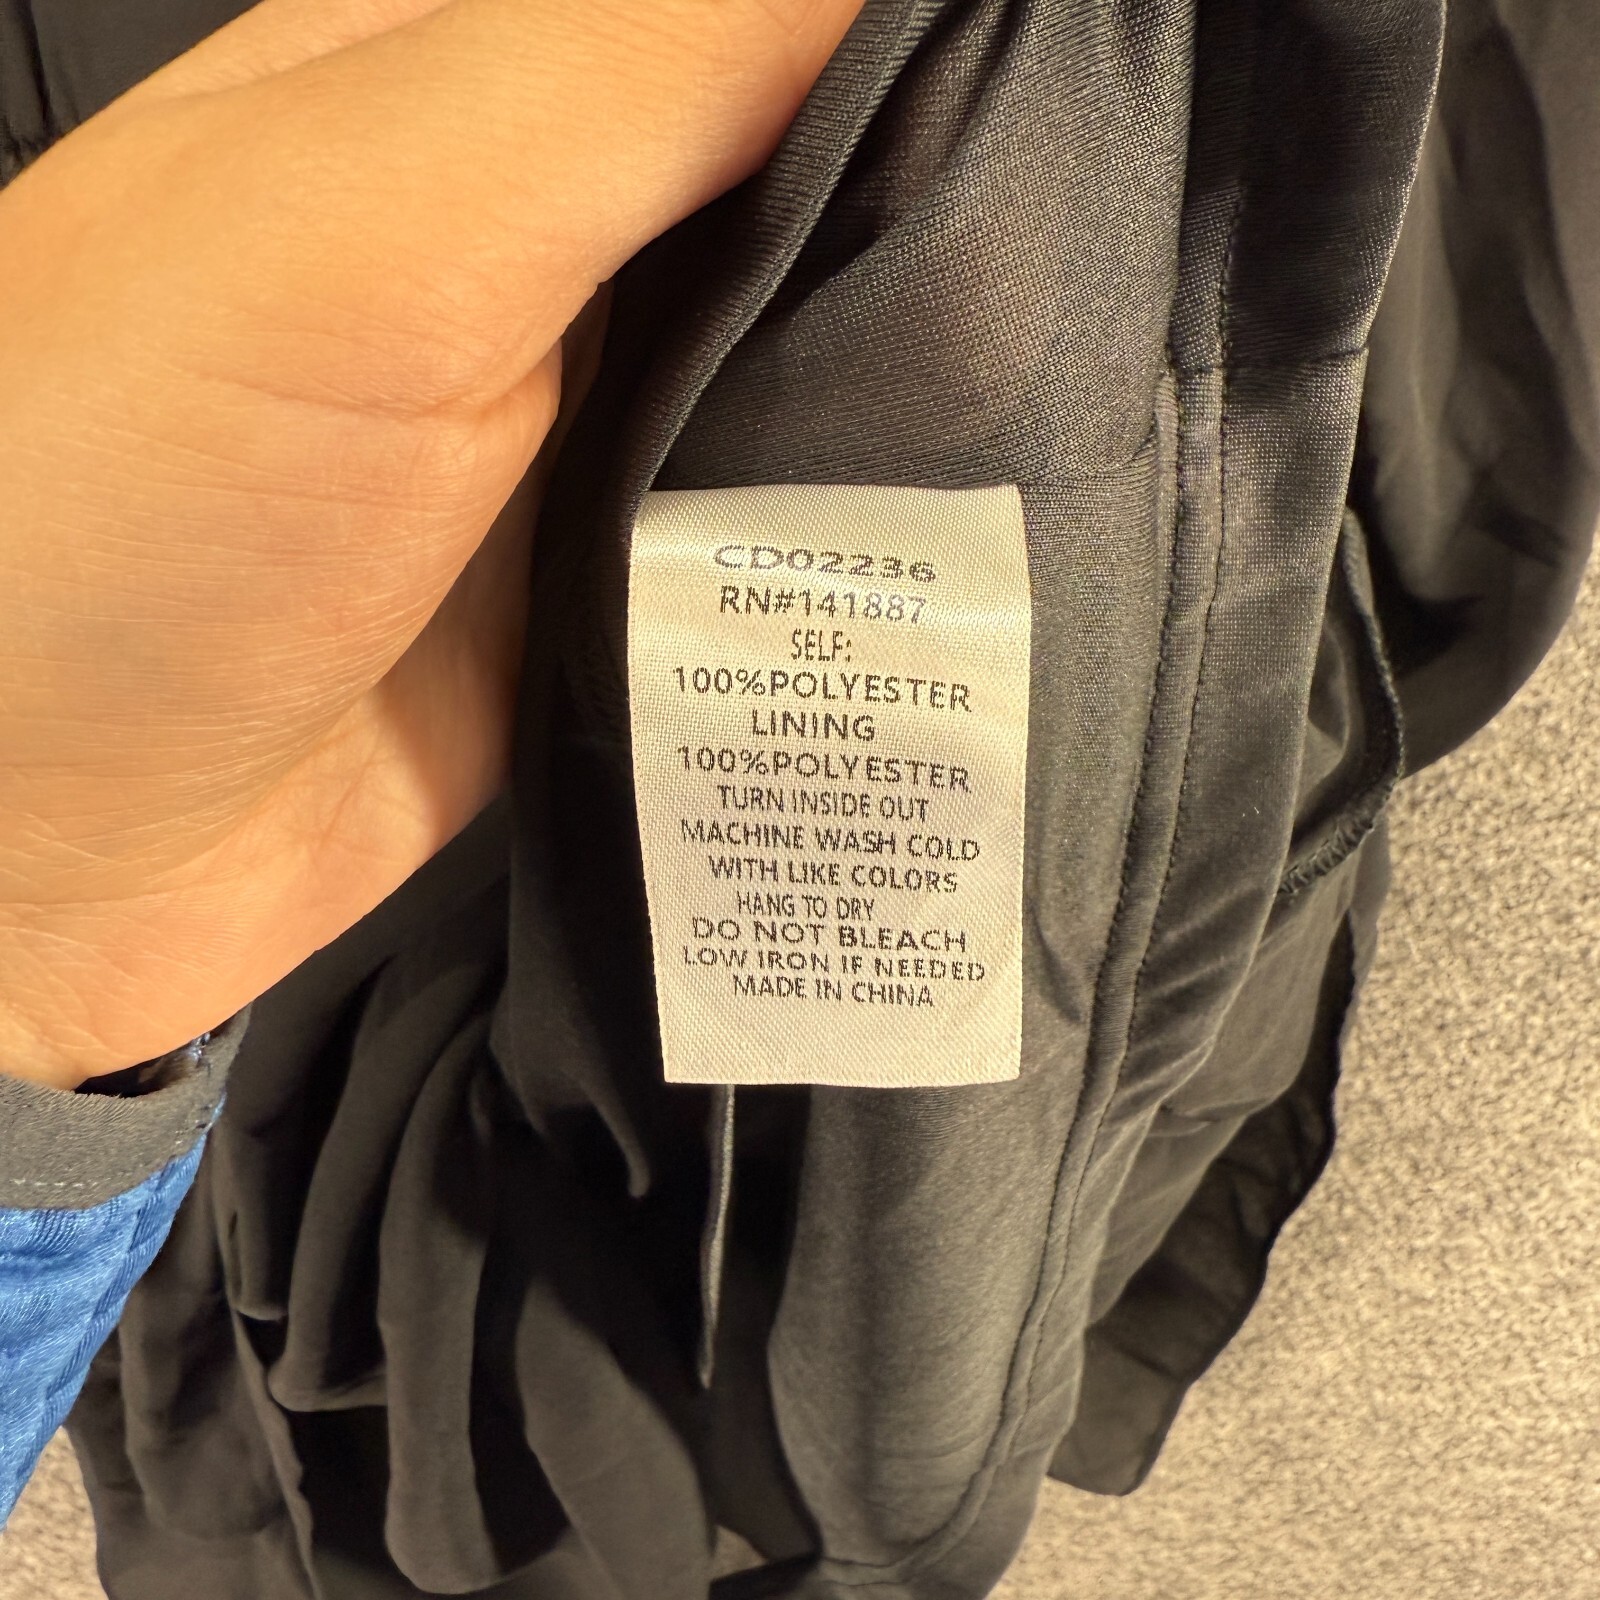 CD02236
RN#141887
SELF:
100%POLYESTER
LINING
100%POLYESTER
TURN INSIDE OUT
MACHINE WASH COLD
WITH LIKE COLORS
HANG TO DRY
DO NOT BLEACH
LOW IRON IF NEEDED
MADE IN CHINA